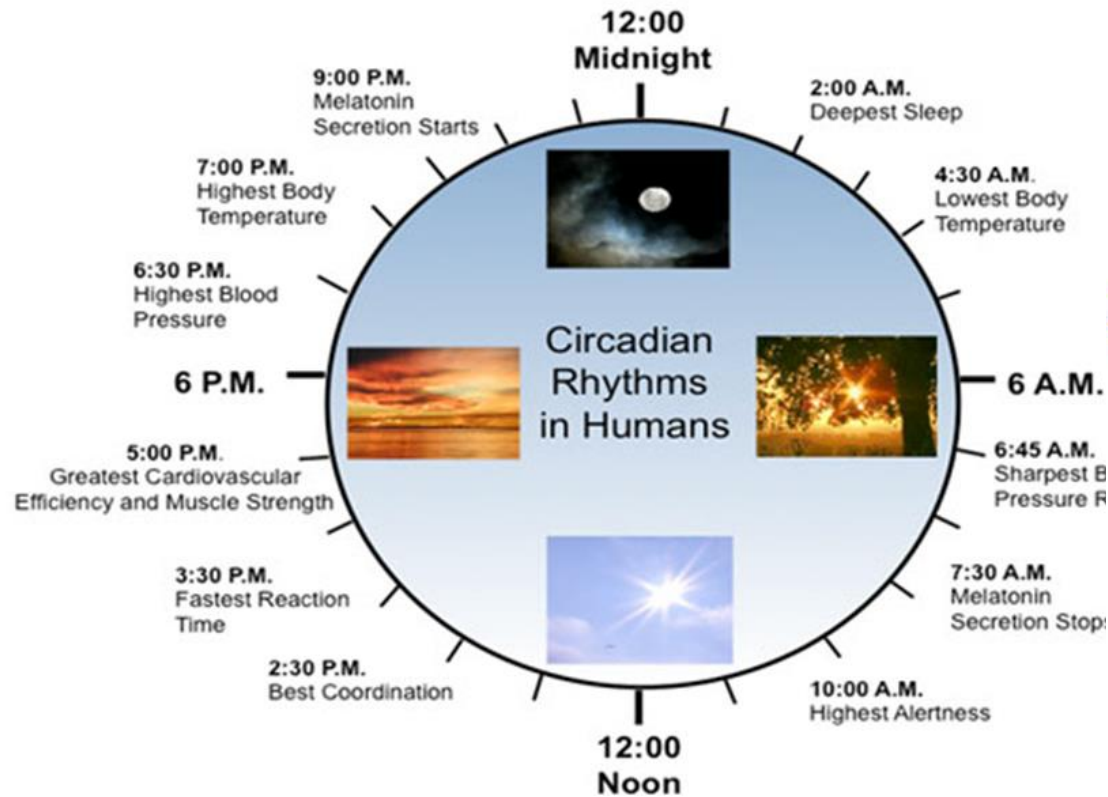 12:00
Midnight
2:00 A.M.
Deepest Sleep
4:30 A.M.
Lowest Body
Temperature
6 A.M.
6:45 A.M.
Sharpest B
Pressure R
7:30 A.M.
Melatonin
Secretion Stops
10:00 A.M.
Highest Alertness
12:00
Noon
2:30 P.M.
Best Coordination
3:30 P.M.
Fastest Reaction
Time
5:00 P.M.
Greatest Cardiovascular
Efficiency and Muscle Strength
6 P.M.
6:30 P.M.
Highest Blood
Pressure
7:00 P.M.
Highest Body
Temperature
9:00 P.M.
Melatonin
Secretion Starts
Circadian
Rhythms
in Humans